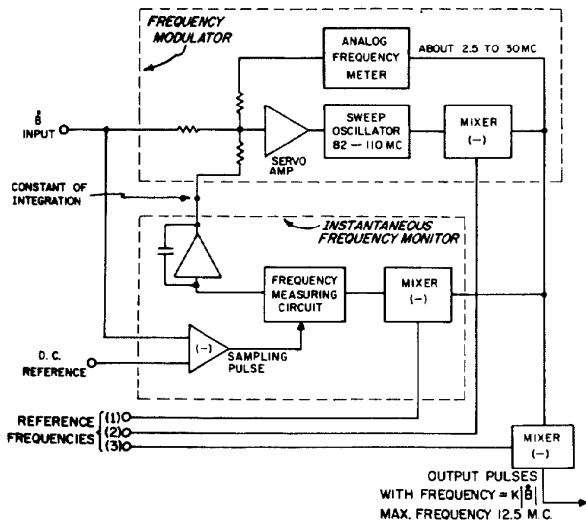 FREQUENCY
MODULATOR
ANALOG
FREQUENCY
METER
ABOUT 2.5 TO 30 MC
Ḃ
INPUT
SERVO
AMP
SWEEP
OSCILLATOR
82 – 110 MC
MIXER
(–)
CONSTANT OF
INTEGRATION
INSTANTANEOUS
FREQUENCY MONITOR
FREQUENCY
MEASURING
CIRCUIT
MIXER
(–)
D.C.
REFERENCE
(–)
SAMPLING
PULSE
REFERENCE
FREQUENCIES
(1)
(2)
(3)
MIXER
(–)
OUTPUT PULSES
WITH FREQUENCY = K|Ḃ|
MAX. FREQUENCY 12.5 M.C.